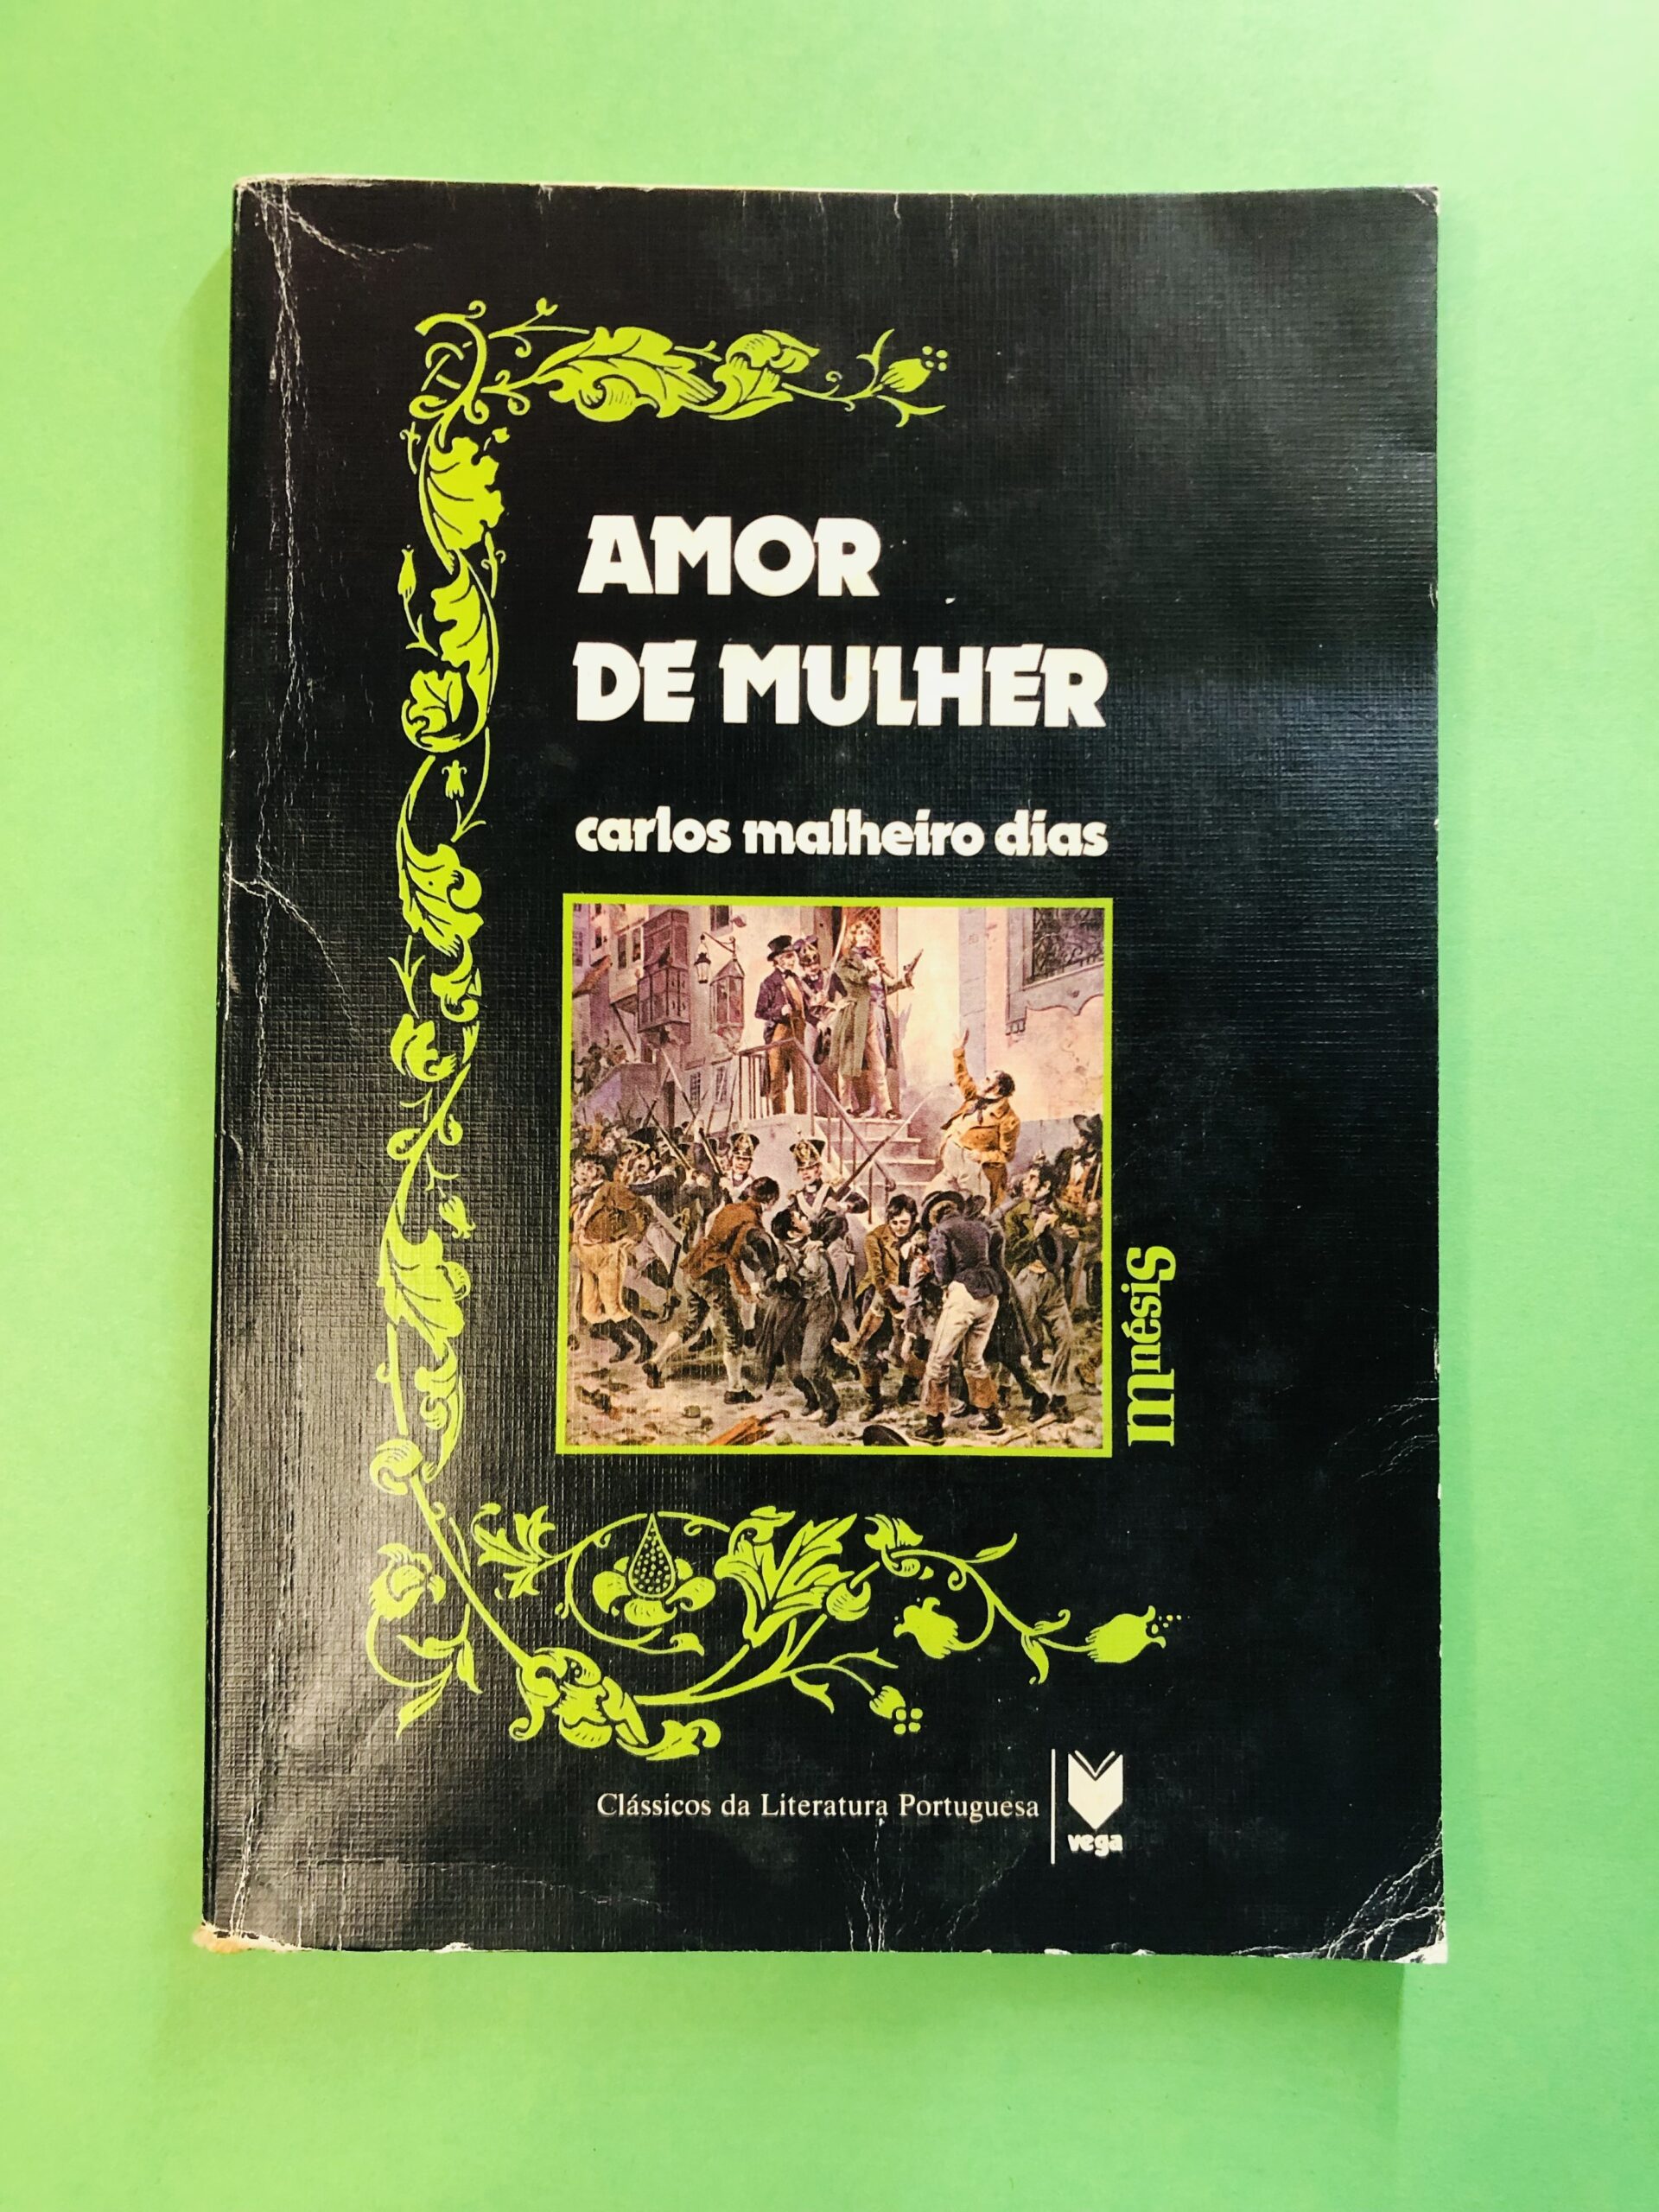 AMOR
DE MULHER
carlos malheiro dias
mnésis
Clássicos da Literatura Portuguesa
vega